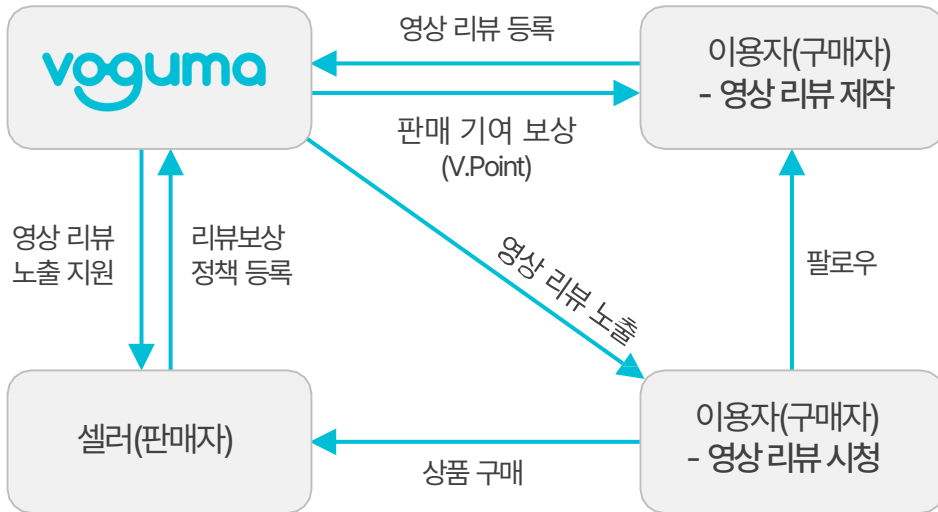 영상 리뷰 등록
voguma
이용자(구매자)
- 영상 리뷰 제작
판매 기여 보상
(V.Point)
영상 리뷰
노출 지원
리뷰보상
정책 등록
영상 리뷰 노출
팔로우
셀러(판매자)
이용자(구매자)
- 영상 리뷰 시청
상품 구매